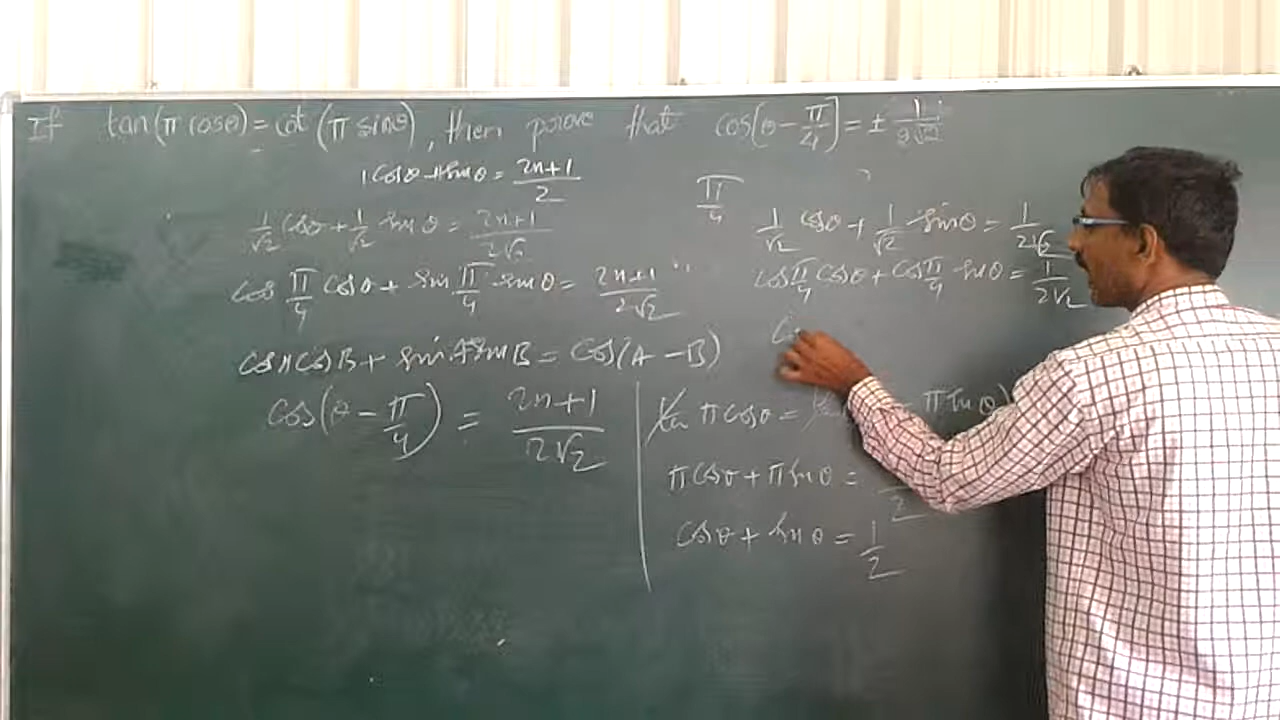 If tan(π cosθ) = cot (π sinθ), then prove that cos[θ - π/4] = ± 1/2√2
cosθ + sinθ = 2n+1/2
1/√2 cosθ + 1/√2 sinθ = 2n+1/2√2
cos π/4 cosθ + sin π/4 sinθ = 2n+1/2√2
cosA cosB + sinA sinB = cos(A - B)
cos(θ - π/4) = 2n+1/2√2
π/4
1/√2 cosθ + 1/√2 sinθ = 1/2√2
cos π/4 cosθ + cos π/4 sinθ = 1/2√2
tan π cosθ = - π sinθ)
π cosθ + π sinθ = /2
cosθ + sinθ = 1/2